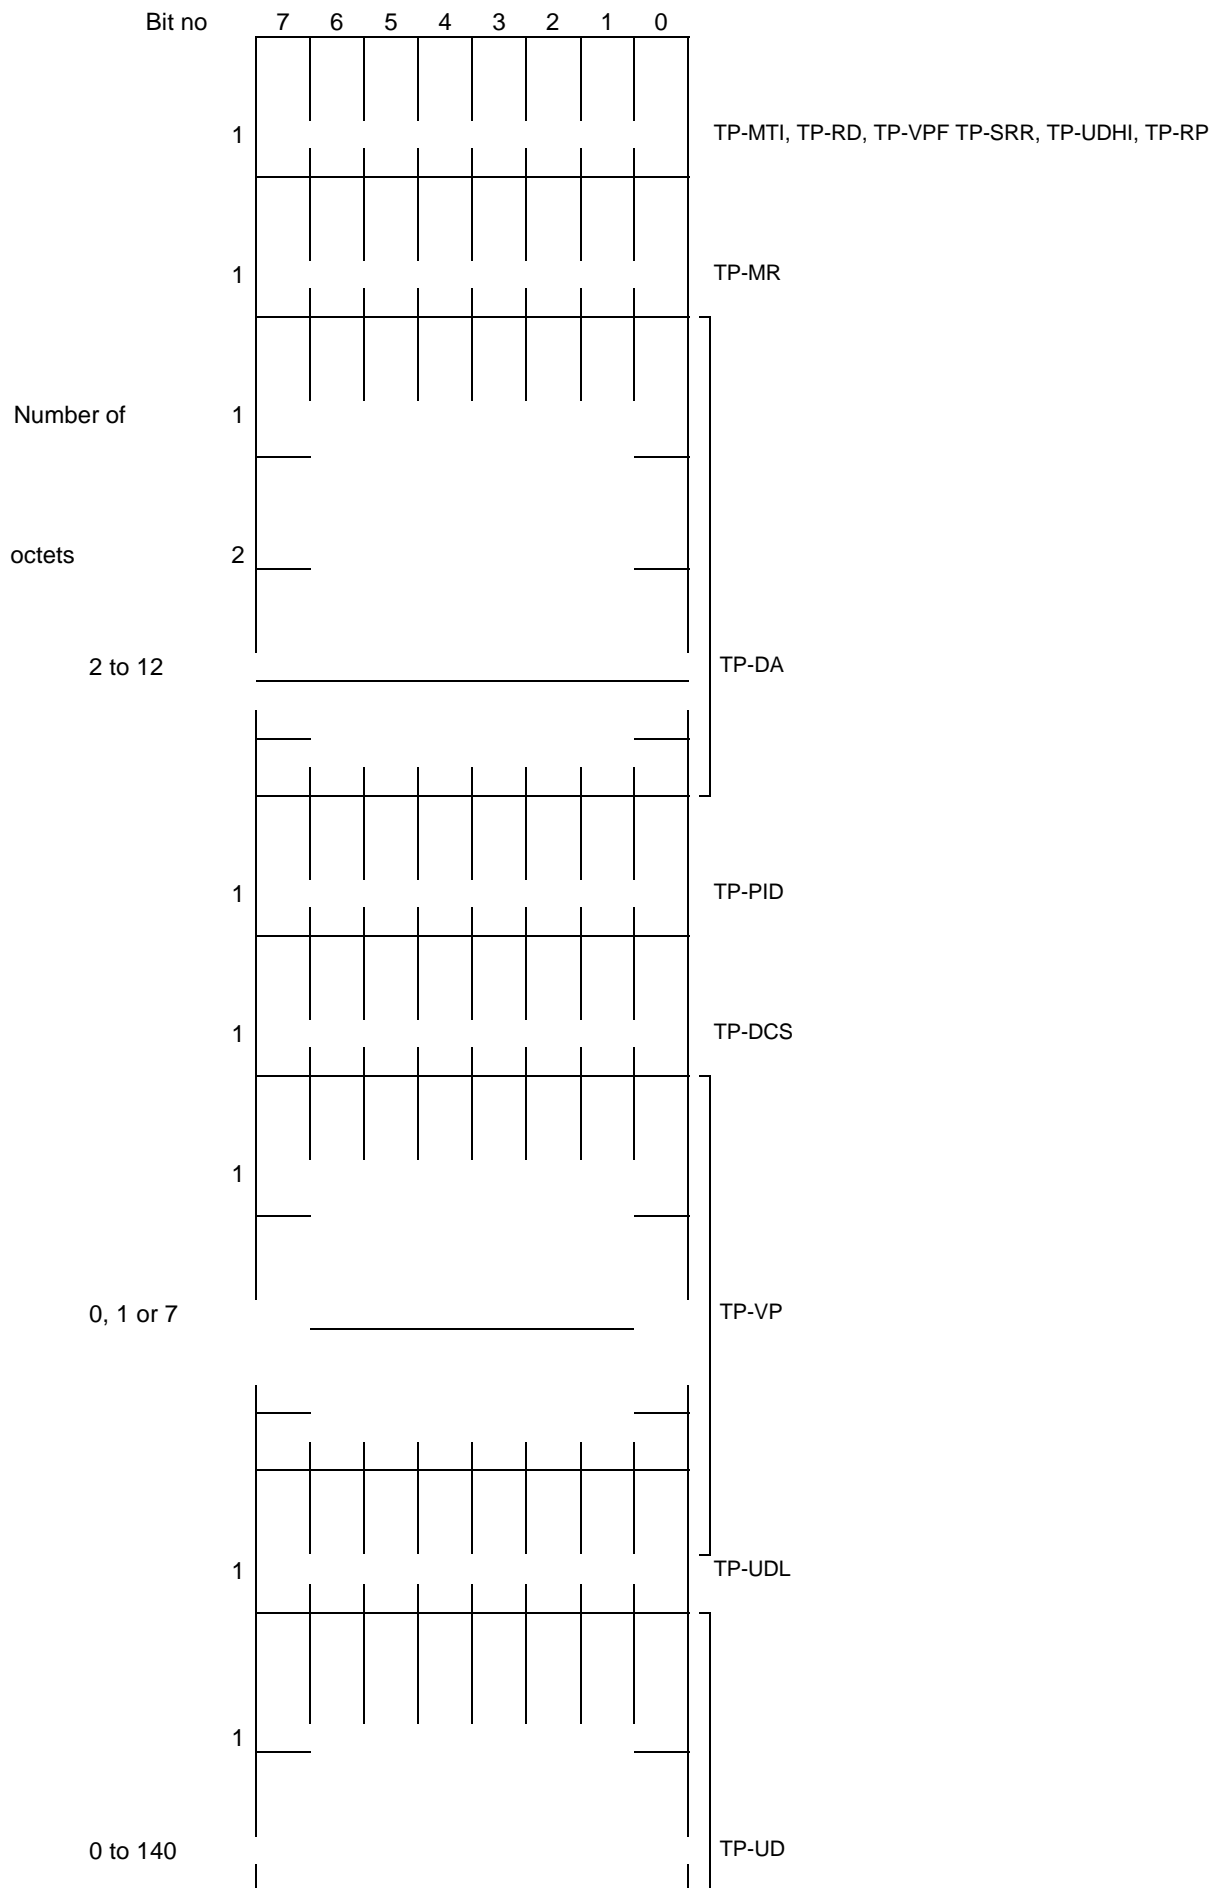 Bit no 7 6 5 4 3 2 1 0
1 TP-MTI, TP-RD, TP-VPF TP-SRR, TP-UDHI, TP-RP
1 TP-MR
Number of 1
octets 2
2 to 12 TP-DA
1 TP-PID
1 TP-DCS
1
0, 1 or 7 TP-VP
1 TP-UDL
1
0 to 140 TP-UD